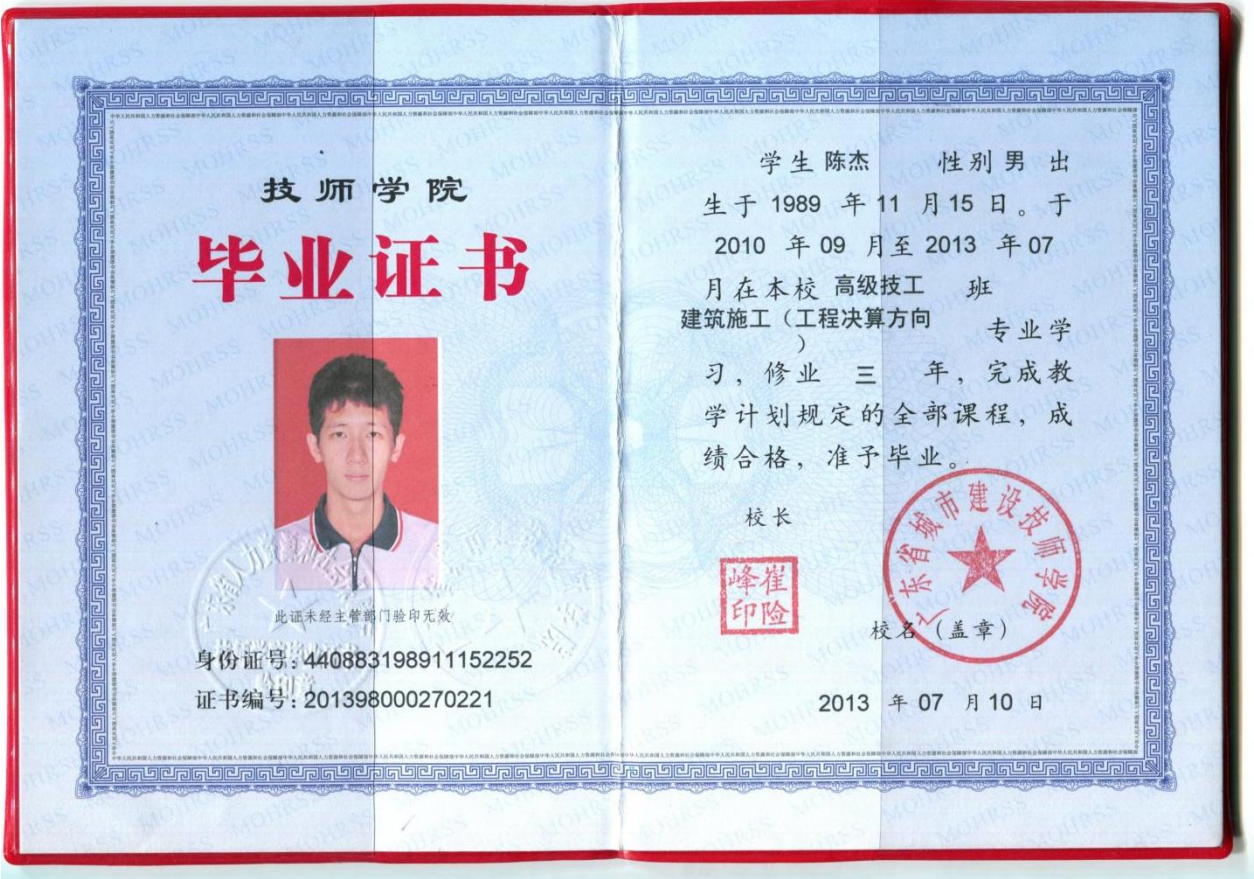 技师学院
毕业证书
此证未经主管部门验印无效
身份证号:440883198911152252
证书编号:201398000270221
学生 陈杰 性别 男 出
生于 1989 年 11 月 15 日。于
2010 年 09 月至 2013 年 07
月在本校 高级技工 班
建筑施工（工程决算方向
） 专业学
习，修业 三 年，完成教
学计划规定的全部课程，成
绩合格，准予毕业。
校长
崔险峰印
广东省城市建设技师学院
校名（盖章）
2013 年 07 月 10 日
MOHRSS